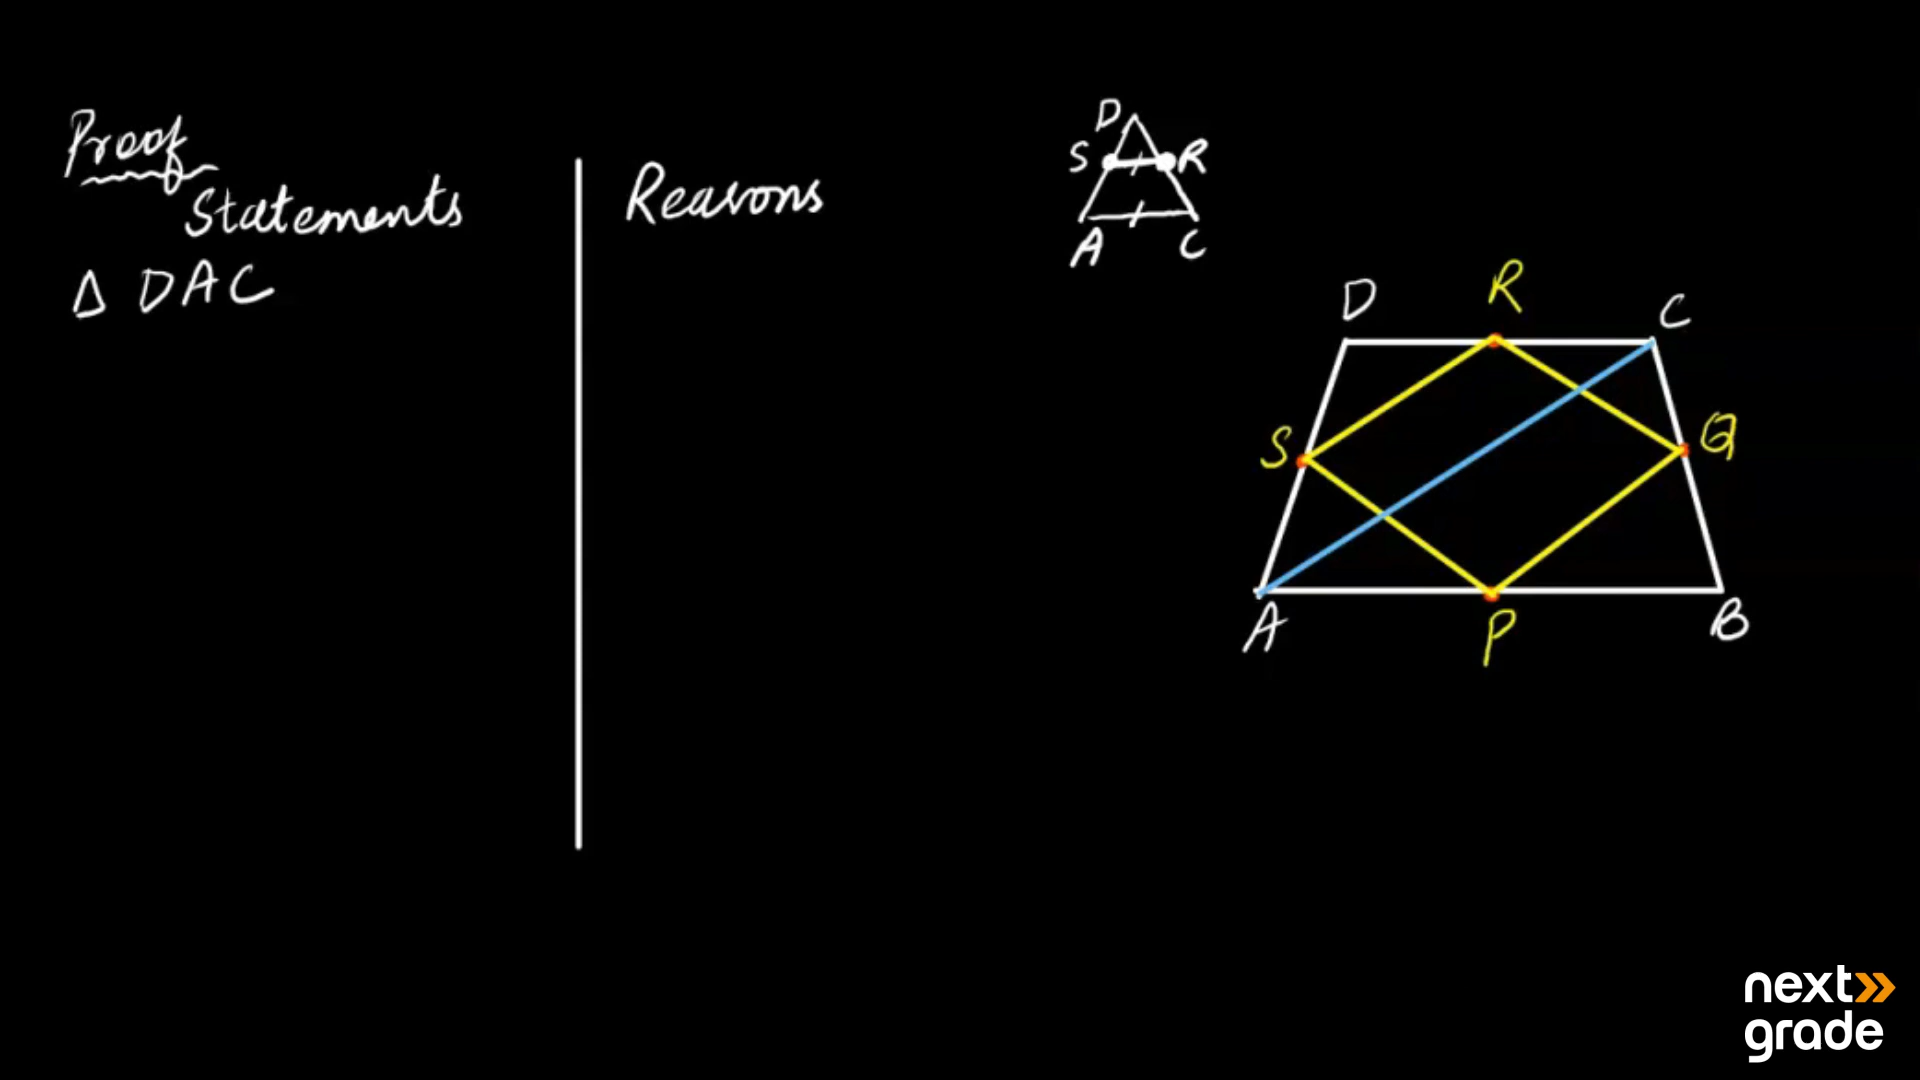 Proof
Statements
Reasons
Δ DAC
D
S R
A C
D R C
S Q
A P B
next
grade